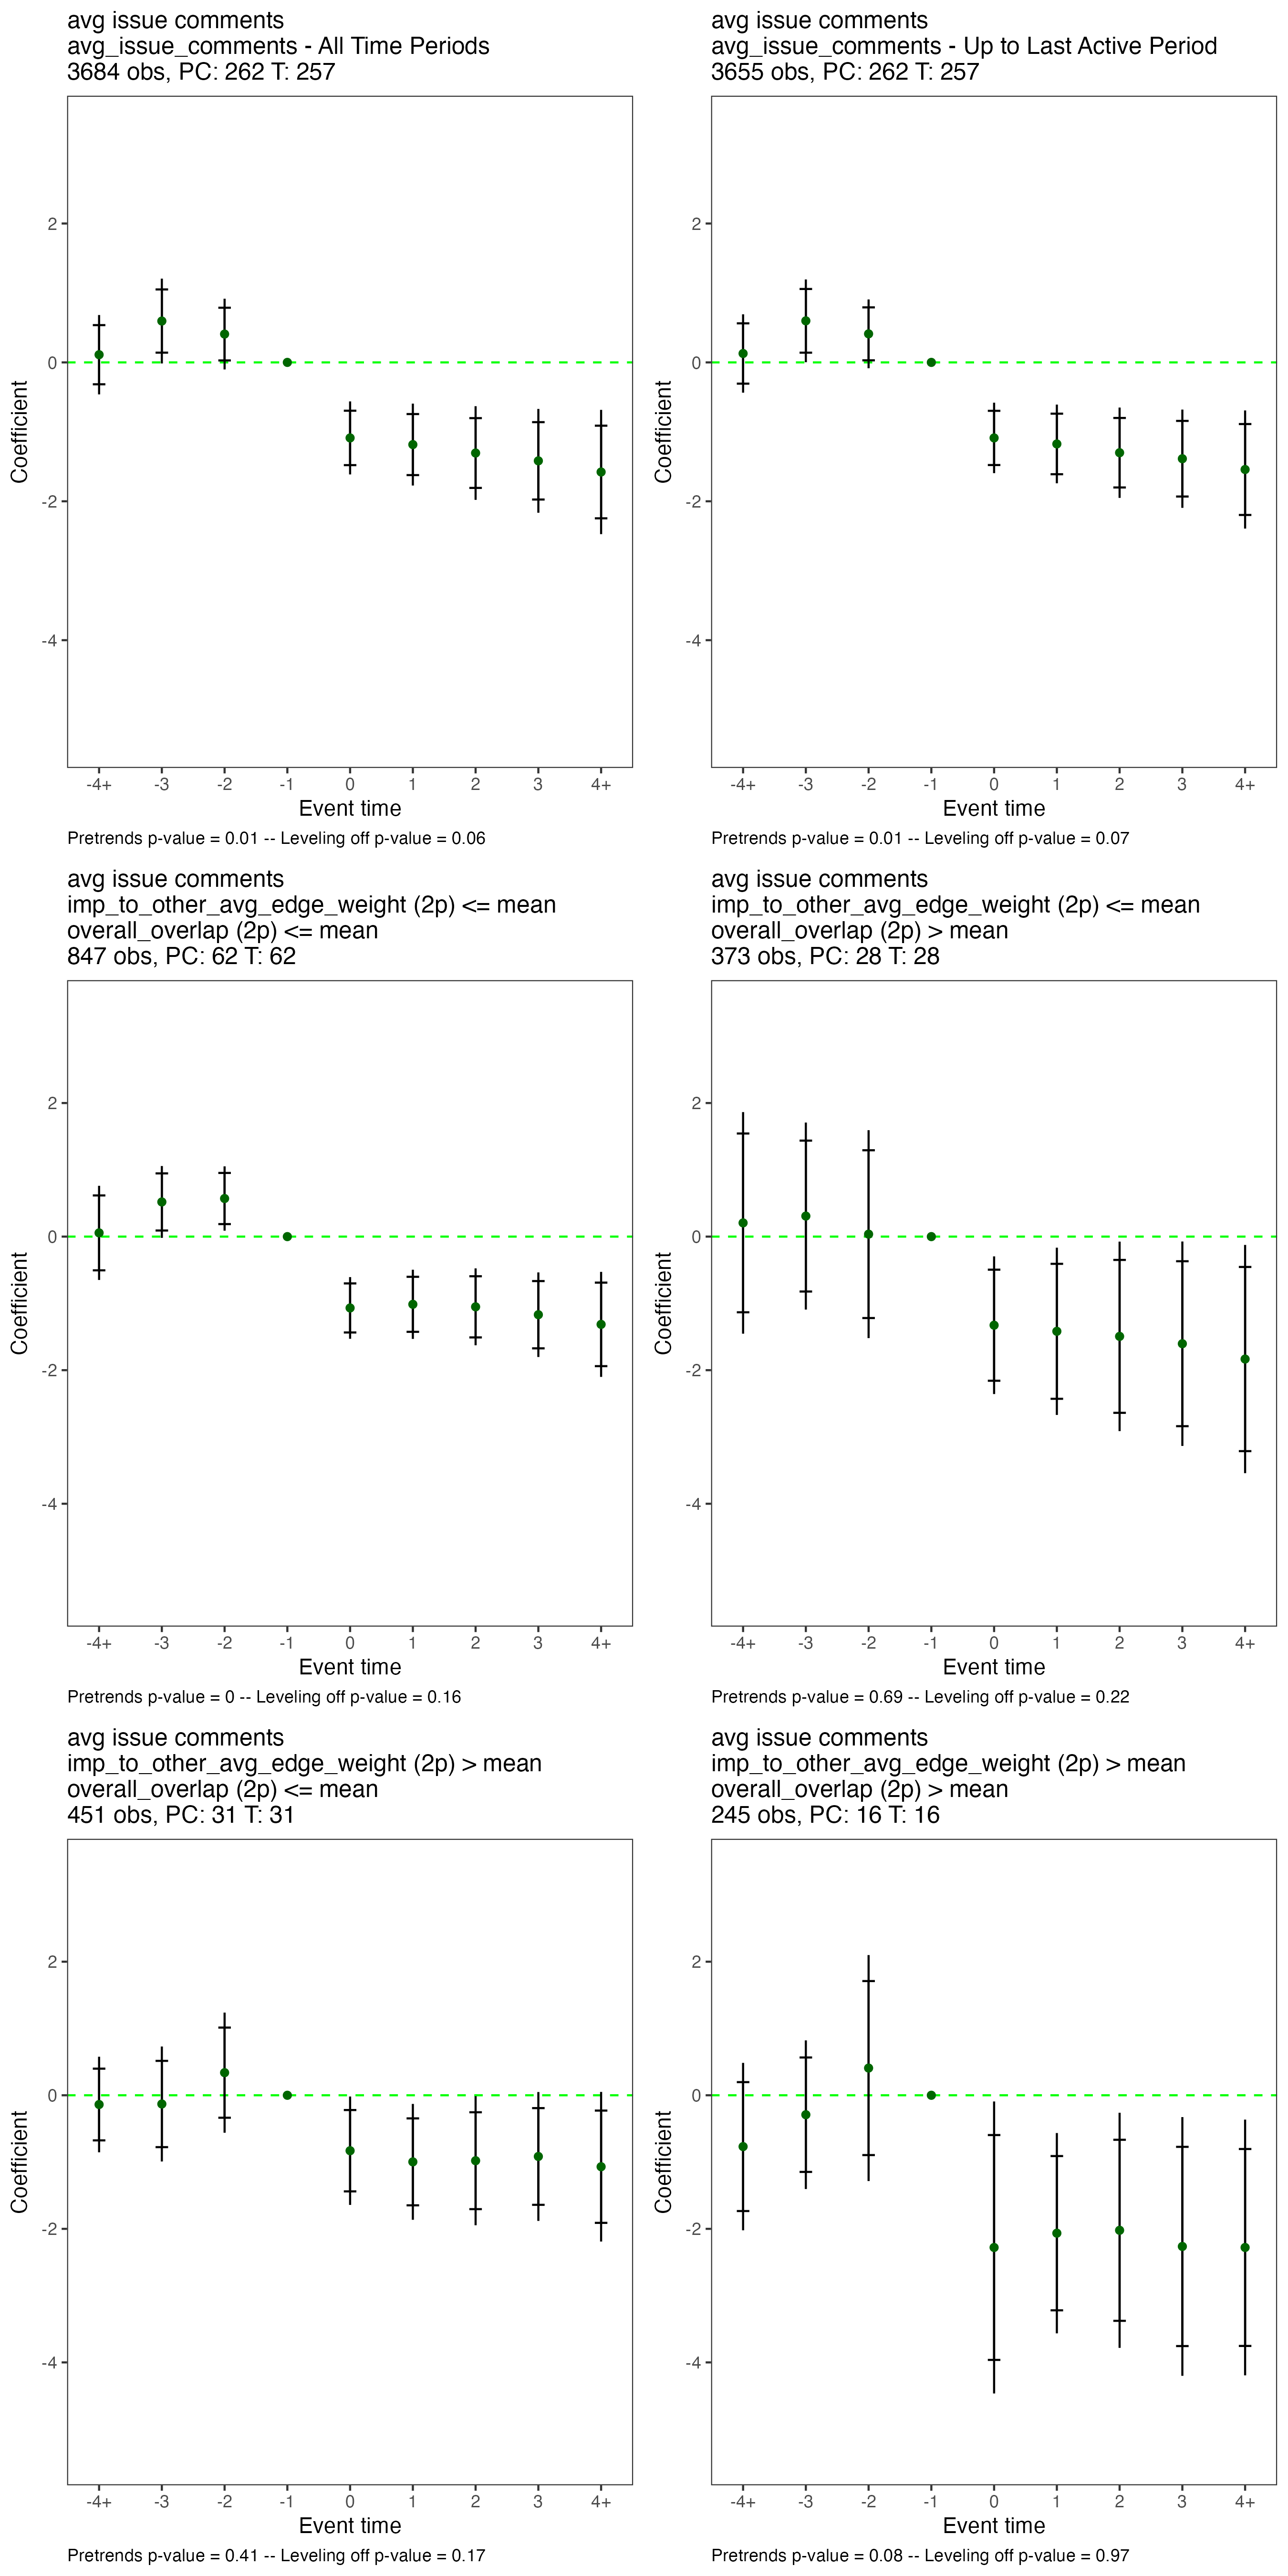 avg issue comments
avg_issue_comments - All Time Periods
3684 obs, PC: 262 T: 257
2
0
-2
-4
Coefficient
-4+ -3 -2 -1 0 1 2 3 4+
Event time
Pretrends p-value = 0.01 -- Leveling off p-value = 0.06
avg issue comments
avg_issue_comments - Up to Last Active Period
3655 obs, PC: 262 T: 257
2
0
-2
-4
Coefficient
-4+ -3 -2 -1 0 1 2 3 4+
Event time
Pretrends p-value = 0.01 -- Leveling off p-value = 0.07
avg issue comments
imp_to_other_avg_edge_weight (2p) <= mean
overall_overlap (2p) <= mean
847 obs, PC: 62 T: 62
2
0
-2
-4
Coefficient
-4+ -3 -2 -1 0 1 2 3 4+
Event time
Pretrends p-value = 0 -- Leveling off p-value = 0.16
avg issue comments
imp_to_other_avg_edge_weight (2p) <= mean
overall_overlap (2p) > mean
373 obs, PC: 28 T: 28
2
0
-2
-4
Coefficient
-4+ -3 -2 -1 0 1 2 3 4+
Event time
Pretrends p-value = 0.69 -- Leveling off p-value = 0.22
avg issue comments
imp_to_other_avg_edge_weight (2p) > mean
overall_overlap (2p) <= mean
451 obs, PC: 31 T: 31
2
0
-2
-4
Coefficient
-4+ -3 -2 -1 0 1 2 3 4+
Event time
Pretrends p-value = 0.41 -- Leveling off p-value = 0.17
avg issue comments
imp_to_other_avg_edge_weight (2p) > mean
overall_overlap (2p) > mean
245 obs, PC: 16 T: 16
2
0
-2
-4
Coefficient
-4+ -3 -2 -1 0 1 2 3 4+
Event time
Pretrends p-value = 0.08 -- Leveling off p-value = 0.97